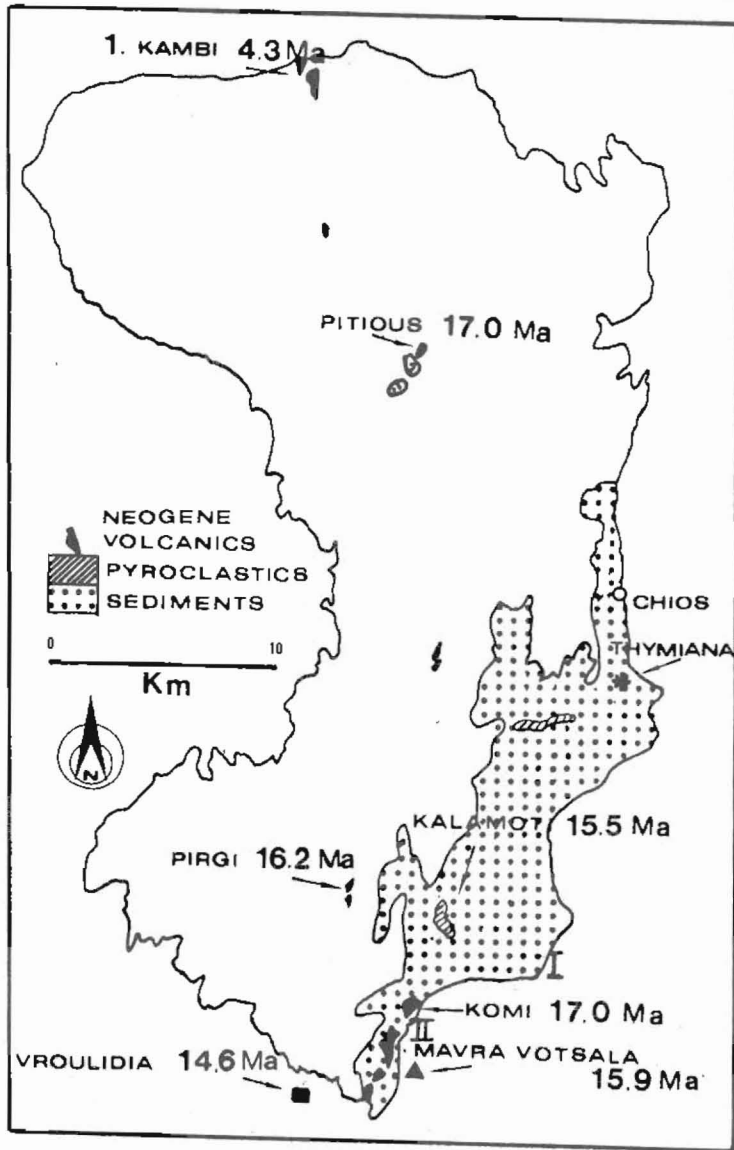 1. KAMBI 4.3 Ma
PITIOUS 17.0 Ma
NEOGENE
VOLCANICS
PYROCLASTICS
SEDIMENTS
0 10
Km
N
CHIOS
THYMIANA
KALAMOTI 15.5 Ma
PIRGI 16.2 Ma
I
KOMI 17.0 Ma
II
MAVRA VOTSALA
15.9 Ma
VROULIDIA 14.6 Ma